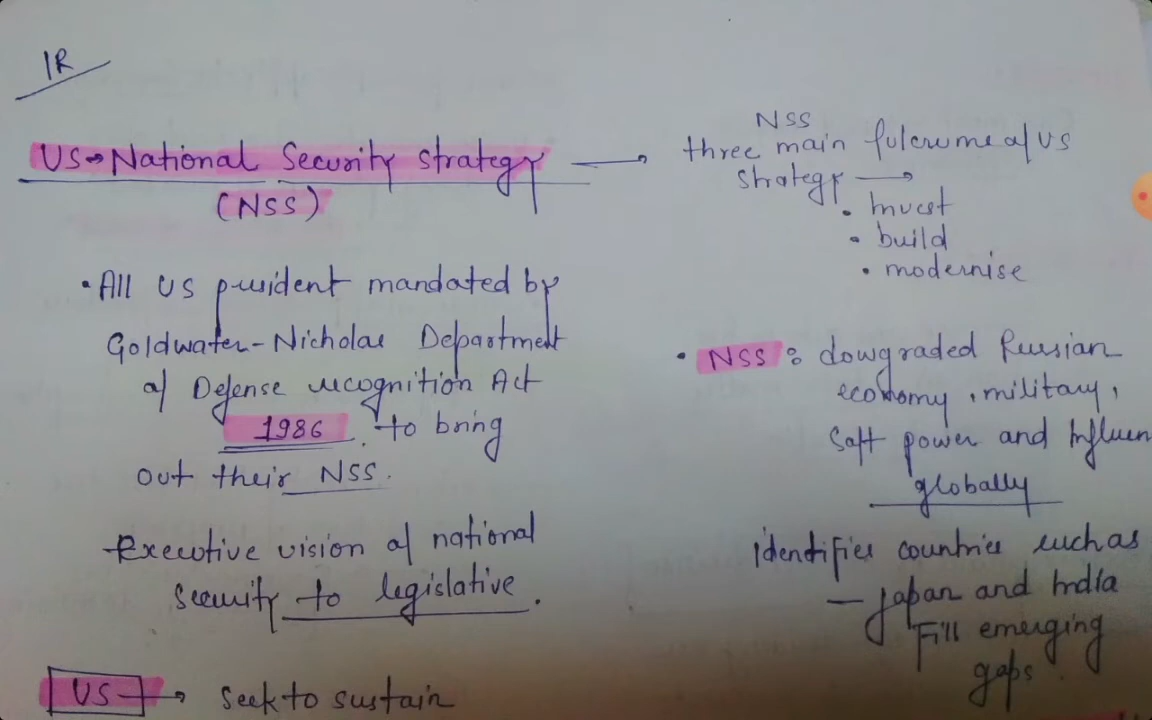 IR
US → National Security Strategy
(NSS)
• All US president mandated by
Goldwater-Nicholas Department
of Defense recognition Act
1986. to bring
out their NSS.
Executive vision of national
security to legislative.
US → Seek to sustain
NSS
three main fulcrume of US
strategy →
• Invest
• build
• modernise
• NSS: dowgraded Russian
economy, military,
Soft power and Influen
globally
Identifies countries such as
— Japan and India
Fill emerging
gaps.